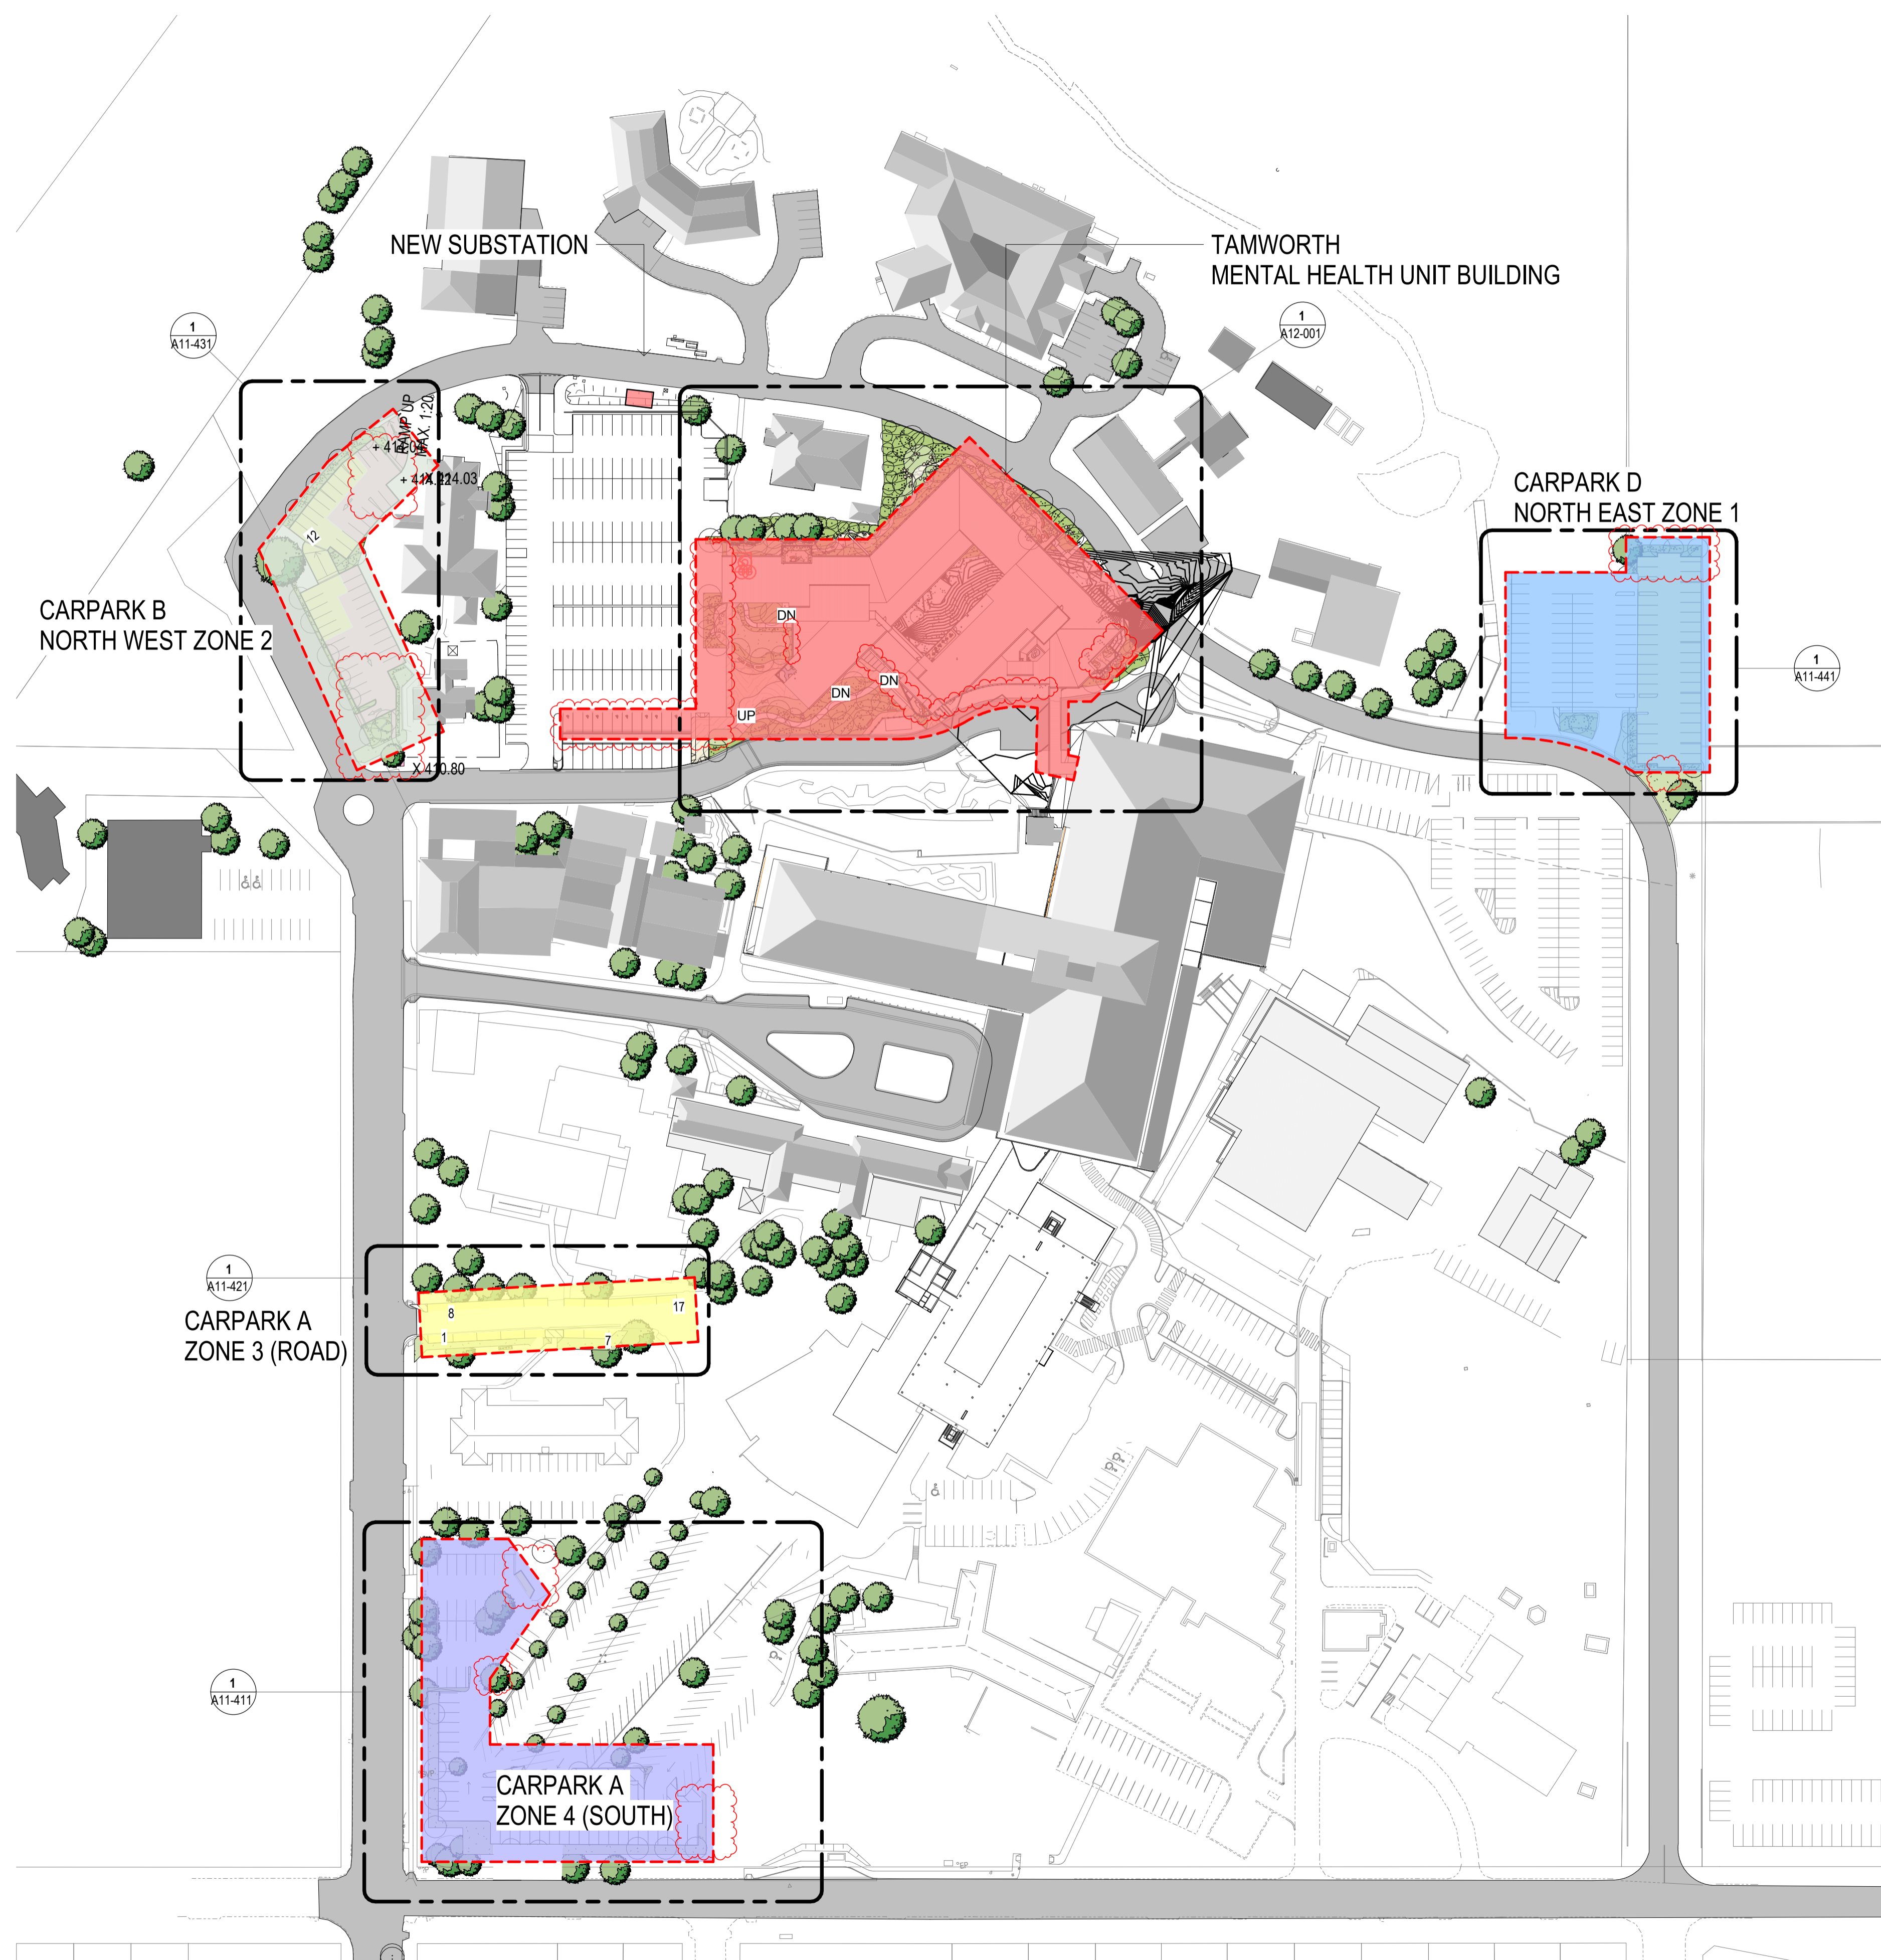 NEW SUBSTATION
TAMWORTH
MENTAL HEALTH UNIT BUILDING
1
A11-431
1
A12-001
RAMP UP
MAX. 1:20
12
CARPARK D
NORTH EAST ZONE 1
CARPARK B
NORTH WEST ZONE 2
DN
DN
DN
UP
1
A11-441
X 410.80
1
A11-421
CARPARK A
ZONE 3 (ROAD)
8
17
1
7
1
A11-411
CARPARK A
ZONE 4 (SOUTH)